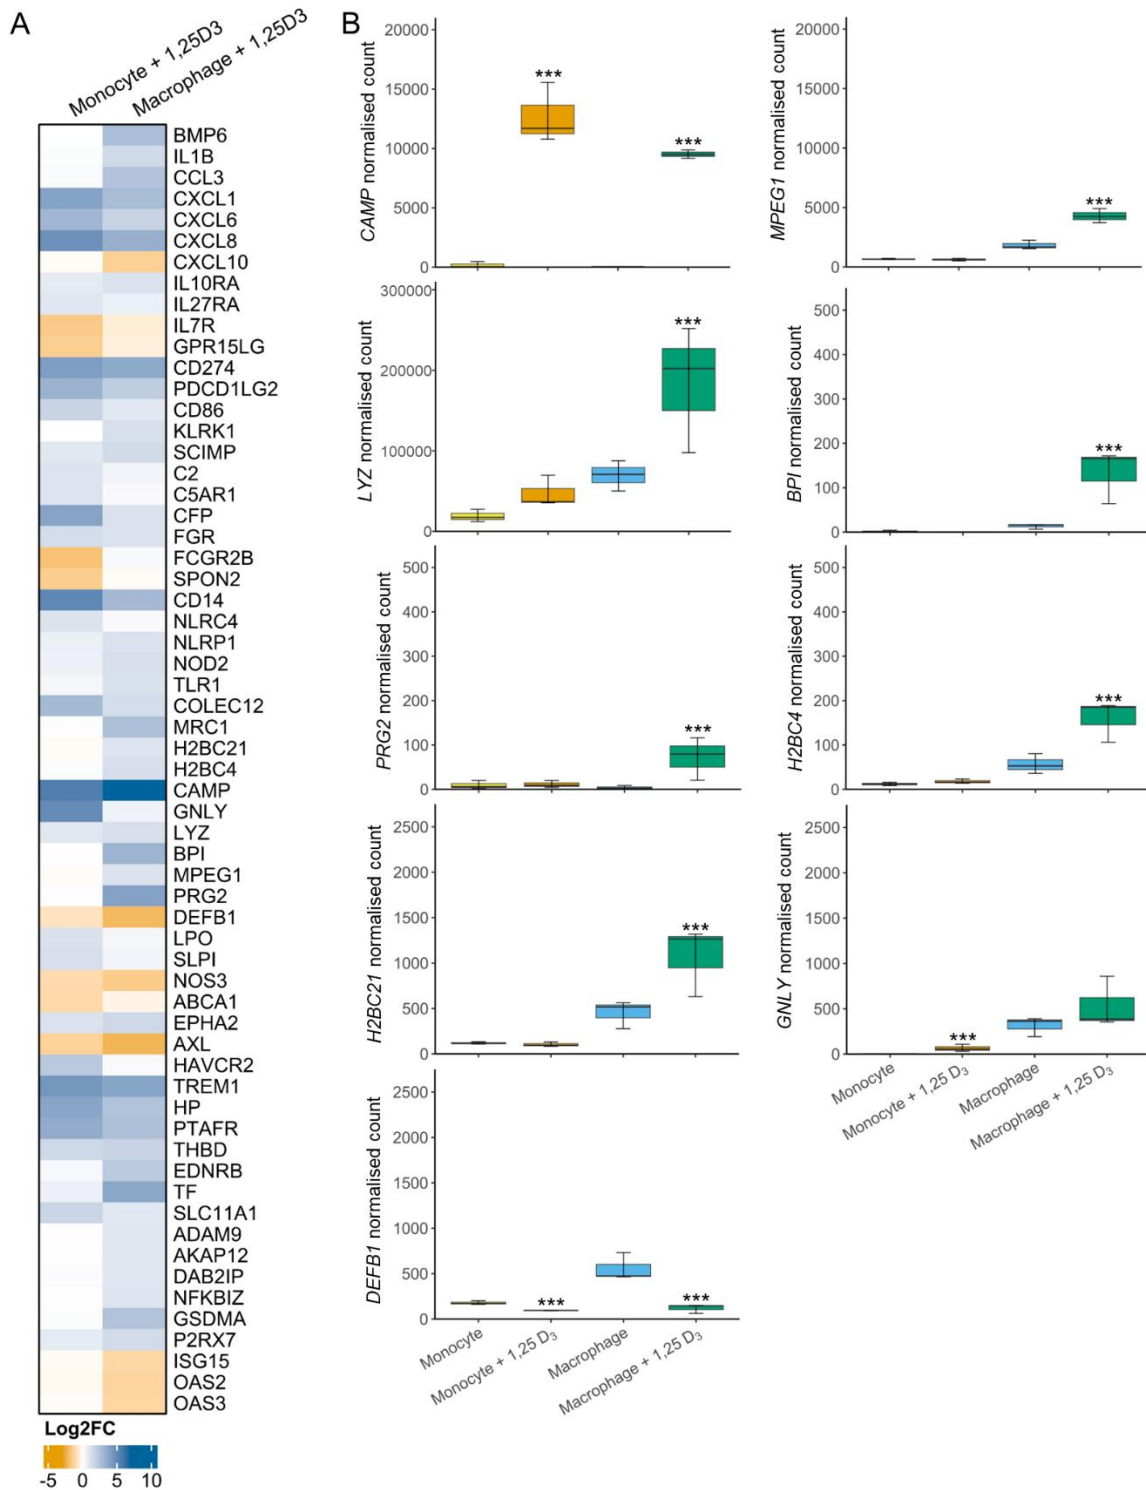 A
Monocyte + 1,25D3
Macrophage + 1,25D3
BMP6
IL1B
CCL3
CXCL1
CXCL6
CXCL8
CXCL10
IL10RA
IL27RA
IL7R
GPR15LG
CD274
PDCD1LG2
CD86
KLRK1
SCIMP
C2
C5AR1
CFP
FGR
FCGR2B
SPON2
CD14
NLRC4
NLRP1
NOD2
TLR1
COLEC12
MRC1
H2BC21
H2BC4
CAMP
GNLY
LYZ
BPI
MPEG1
PRG2
DEFB1
LPO
SLPI
NOS3
ABCA1
EPHA2
AXL
HAVCR2
TREM1
HP
PTAFR
THBD
EDNRB
TF
SLC11A1
ADAM9
AKAP12
DAB2IP
NFKBIZ
GSDMA
P2RX7
ISG15
OAS2
OAS3
Log2FC
-5 0 5 10
B
CAMP normalised count
20000
15000
10000
5000
0
***
***
MPEG1 normalised count
20000
15000
10000
5000
0
***
LYZ normalised count
300000
200000
100000
0
***
BPI normalised count
500
400
300
200
100
0
***
PRG2 normalised count
500
400
300
200
100
0
***
H2BC4 normalised count
500
400
300
200
100
0
***
H2BC21 normalised count
2500
2000
1500
1000
500
0
***
GNLY normalised count
2500
2000
1500
1000
500
0
***
Monocyte
Monocyte + 1,25 D₃
Macrophage
Macrophage + 1,25 D₃
DEFB1 normalised count
2500
2000
1500
1000
500
0
***
***
Monocyte
Monocyte + 1,25 D₃
Macrophage
Macrophage + 1,25 D₃